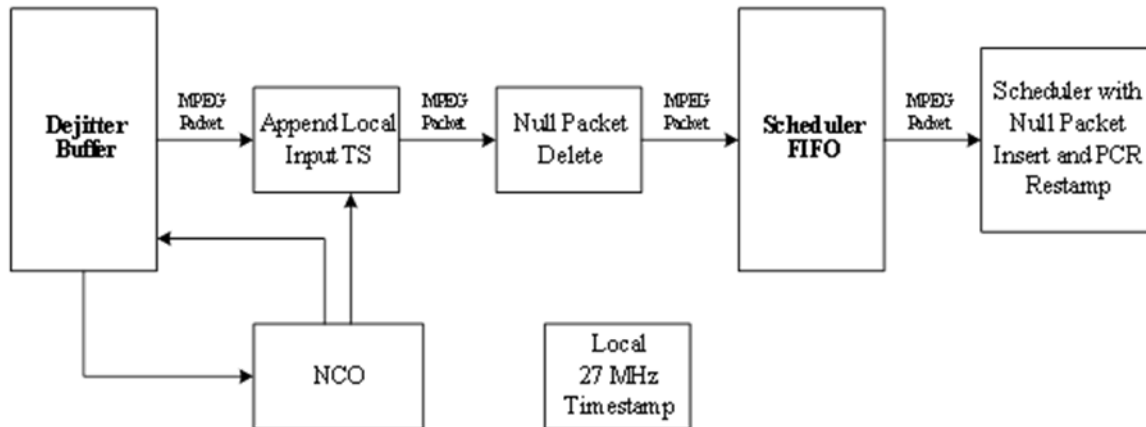 Dejitter
Buffer
MPEG
Packet
Append Local
Input TS
MPEG
Packet
Null Packet
Delete
MPEG
Packet
Scheduler
FIFO
MPEG
Packet
Scheduler with
Null Packet
Insert and PCR
Restamp
NCO
Local
27 MHz
Timestamp